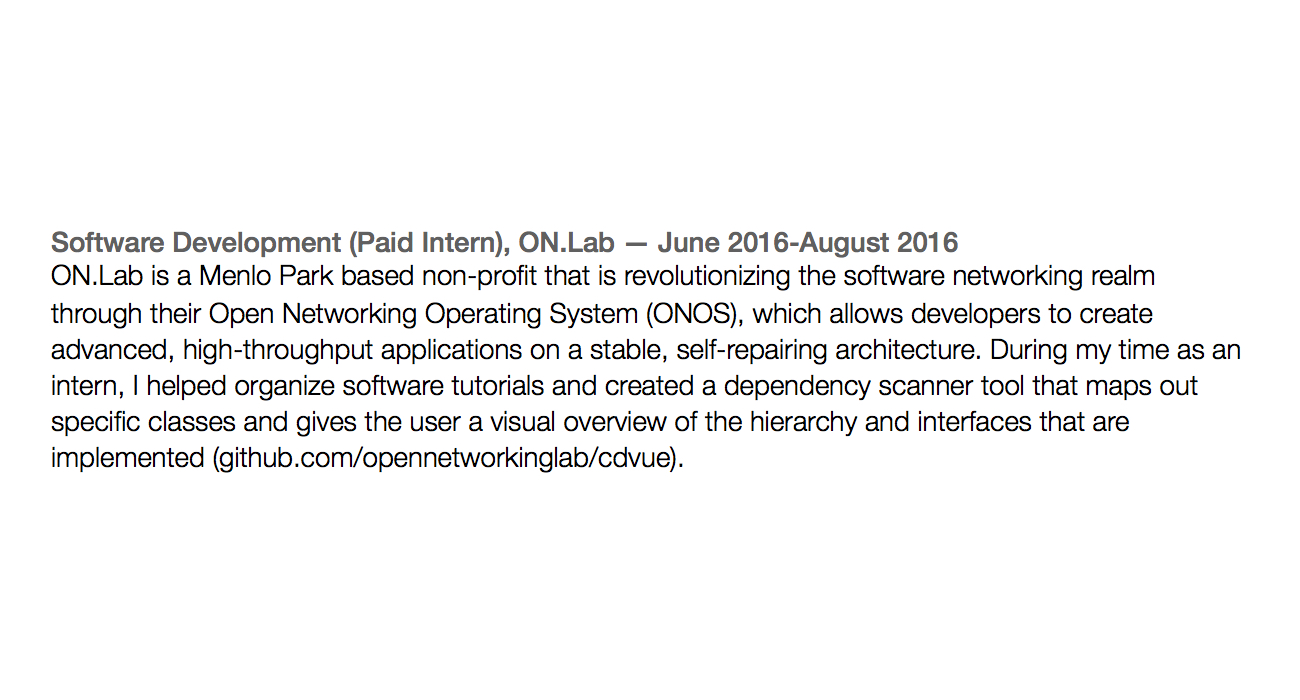 Software Development (Paid Intern), ON.Lab — June 2016-August 2016
ON.Lab is a Menlo Park based non-profit that is revolutionizing the software networking realm
through their Open Networking Operating System (ONOS), which allows developers to create
advanced, high-throughput applications on a stable, self-repairing architecture. During my time as an
intern, I helped organize software tutorials and created a dependency scanner tool that maps out
specific classes and gives the user a visual overview of the hierarchy and interfaces that are
implemented (github.com/opennetworkinglab/cdvue).